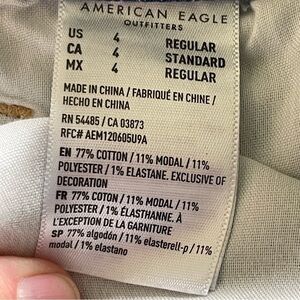 AMERICAN EAGLE
OUTFITTERS
US 4 REGULAR
CA 4 STANDARD
MX 4 REGULAR
MADE IN CHINA / FABRIQUÉ EN CHINE /
HECHO EN CHINA
RN 54485 / CA 03873
RFC# AEM120605U9A
EN 77% COTTON / 11% MODAL / 11%
POLYESTER / 1% ELASTANE. EXCLUSIVE OF
DECORATION
FR 77% COTON / 11% MODAL / 11%
POLYESTER / 1% ÉLASTHANNE. À
L'EXCEPTION DE LA GARNITURE
SP 77% algodón / 11% elasterell-p / 11%
modal / 1% elastano